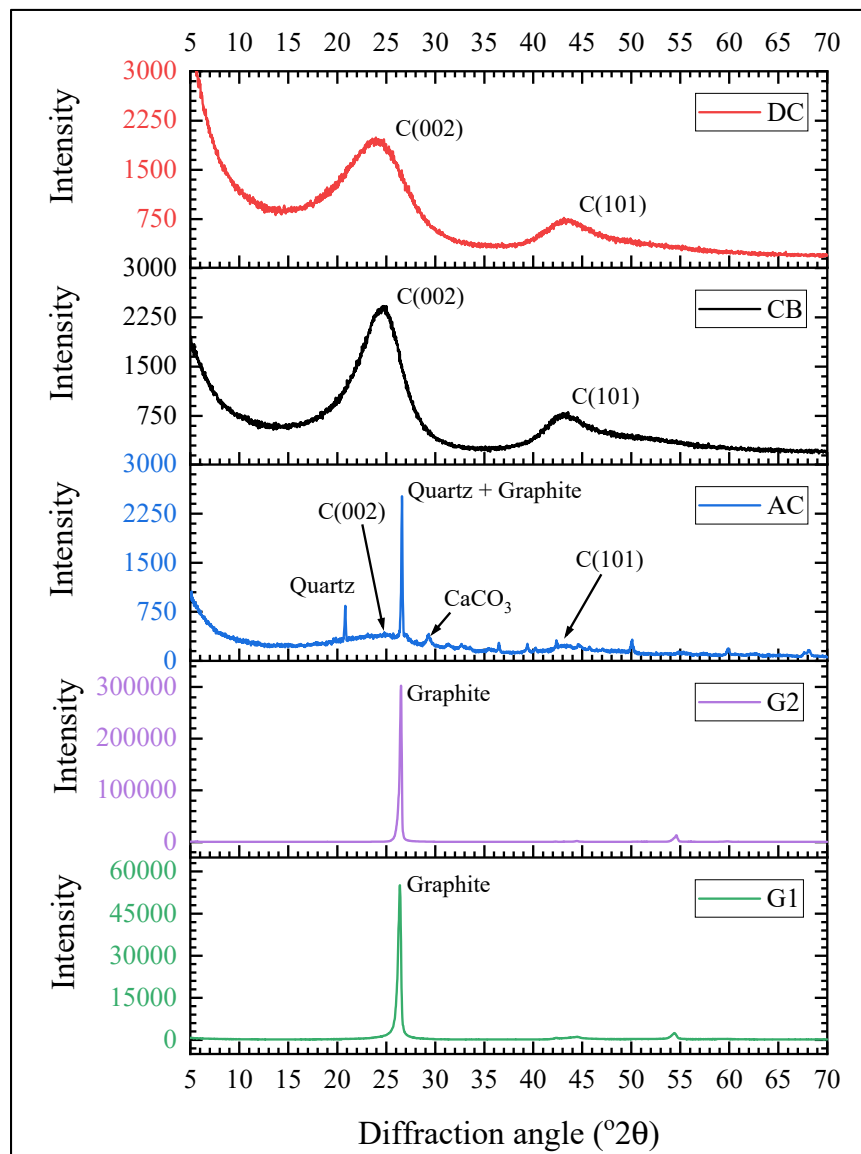 5 10 15 20 25 30 35 40 45 50 55 60 65 70
3000
2250
1500
750
Intensity
C(002)
C(101)
DC
3000
2250
1500
750
Intensity
C(002)
C(101)
CB
3000
2250
1500
750
0
Intensity
Quartz
C(002)
Quartz + Graphite
CaCO₃
C(101)
AC
300000
200000
100000
0
Intensity
Graphite
G2
60000
45000
30000
15000
0
Intensity
Graphite
G1
5 10 15 20 25 30 35 40 45 50 55 60 65 70
Diffraction angle (°2θ)